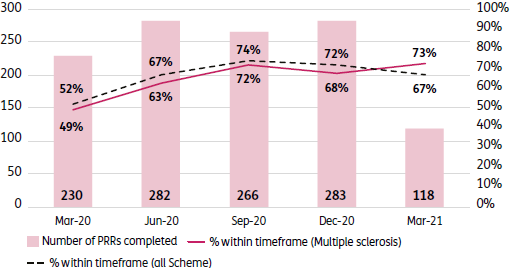 300 100%
90%
250
80%
74% 72% 73%
67%
70%
200
52% 60%
72% 68% 67%
150 63% 50%
49%
40%
100
30%
50 20%
10%
230 282 266 283 118
0 0%
Mar-20 Jun-20 Sep-20 Dec-20 Mar-21
Number of PRRs completed % within timeframe (Multiple sclerosis)
% within timeframe (all Scheme)